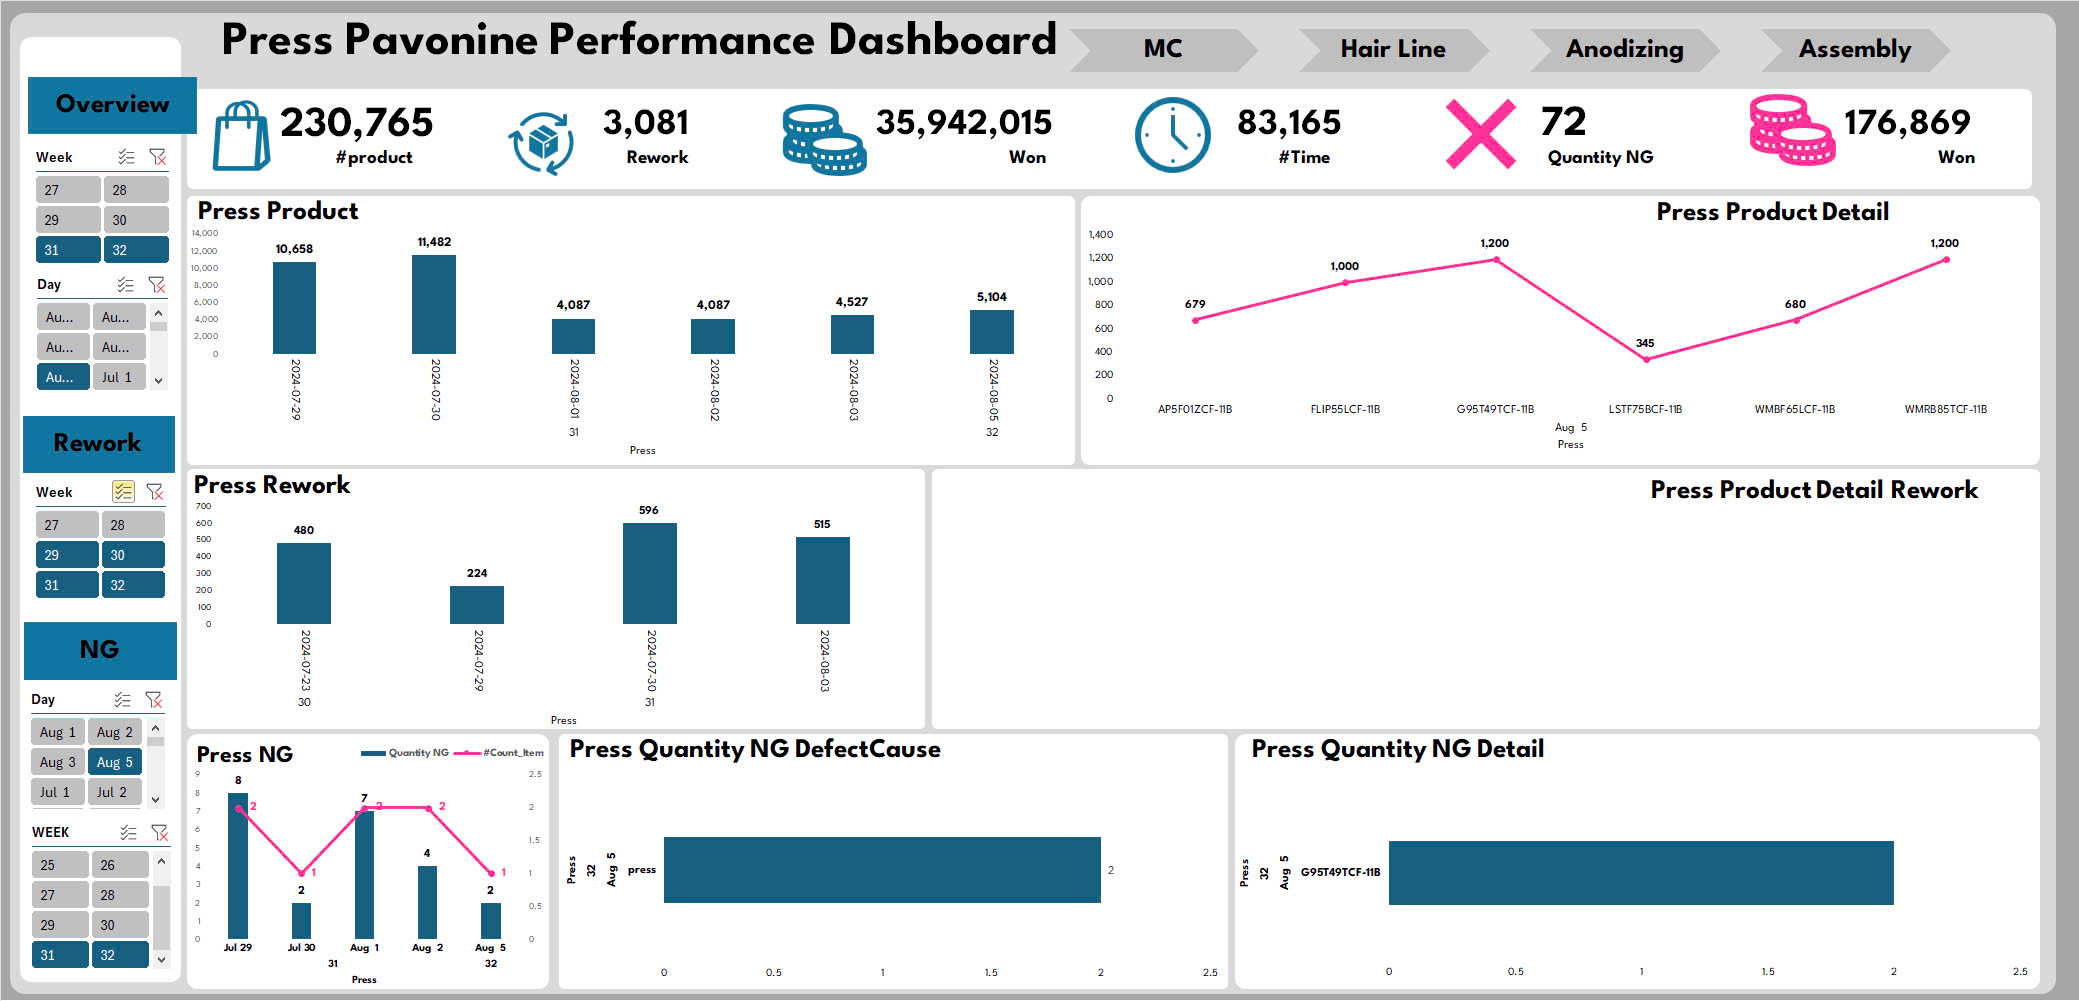 Press Pavonine Performance Dashboard
MC
Hair Line
Anodizing
Assembly
Overview
230,765
#product
3,081
Rework
35,942,015
Won
83,165
#Time
72
Quantity NG
176,869
Won
Week
27 28
29 30
31 32
Day
Au... Au...
Au... Au...
Au... Jul 1
Rework
Week
27 28
29 30
31 32
NG
Day
Aug 1 Aug 2
Aug 3 Aug 5
Jul 1 Jul 2
WEEK
25 26
27 28
29 30
31 32
Press Product
14,000
12,000
10,000
8,000
6,000
4,000
2,000
0
10,658 11,482 4,087 4,087 4,527 5,104
2024-07-29 2024-07-30 2024-08-01 2024-08-02 2024-08-03 2024-08-05
31 32
Press
Press Product Detail
1,400
1,200
1,000
800
600
400
200
0
679 1,000 1,200 345 680 1,200
AP5F01ZCF-11B FLIP55LCF-11B G95T49TCF-11B LSTF75BCF-11B WMBF65LCF-11B WMRB85TCF-11B
Aug 5
Press
Press Rework
700
600
500
400
300
200
100
0
480 224 596 515
2024-07-23 2024-07-29 2024-07-30 2024-08-03
30 31
Press
Press Product Detail Rework
Press NG
Quantity NG #Count_Item
9
8
7
6
5
4
3
2
1
0
8 2 7 4 2
2 1 2 2 1
2.5
2
1.5
1
0.5
0
Jul 29 Jul 30 Aug 1 Aug 2 Aug 5
31 32
Press
Press Quantity NG DefectCause
Press
32
Aug 5
press
2
0 0.5 1 1.5 2 2.5
Press Quantity NG Detail
Press
32
Aug 5
G95T49TCF-11B
0 0.5 1 1.5 2 2.5